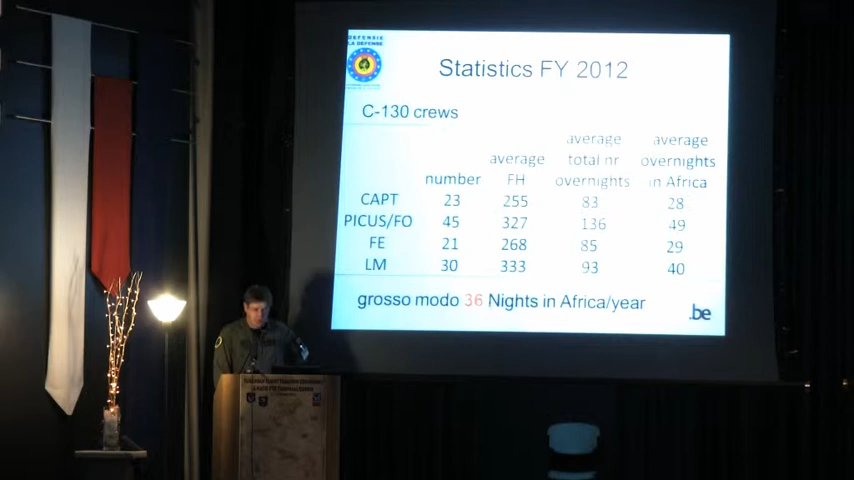 DEFENSIE
LA DEFENSE
Statistics FY 2012
C-130 crews
number average FH average total nr overnights average overnights in Africa
CAPT 23 255 83 28
PICUS/FO 45 327 136 49
FE 21 268 85 29
LM 30 333 93 40
grosso modo 36 Nights in Africa/year
.be